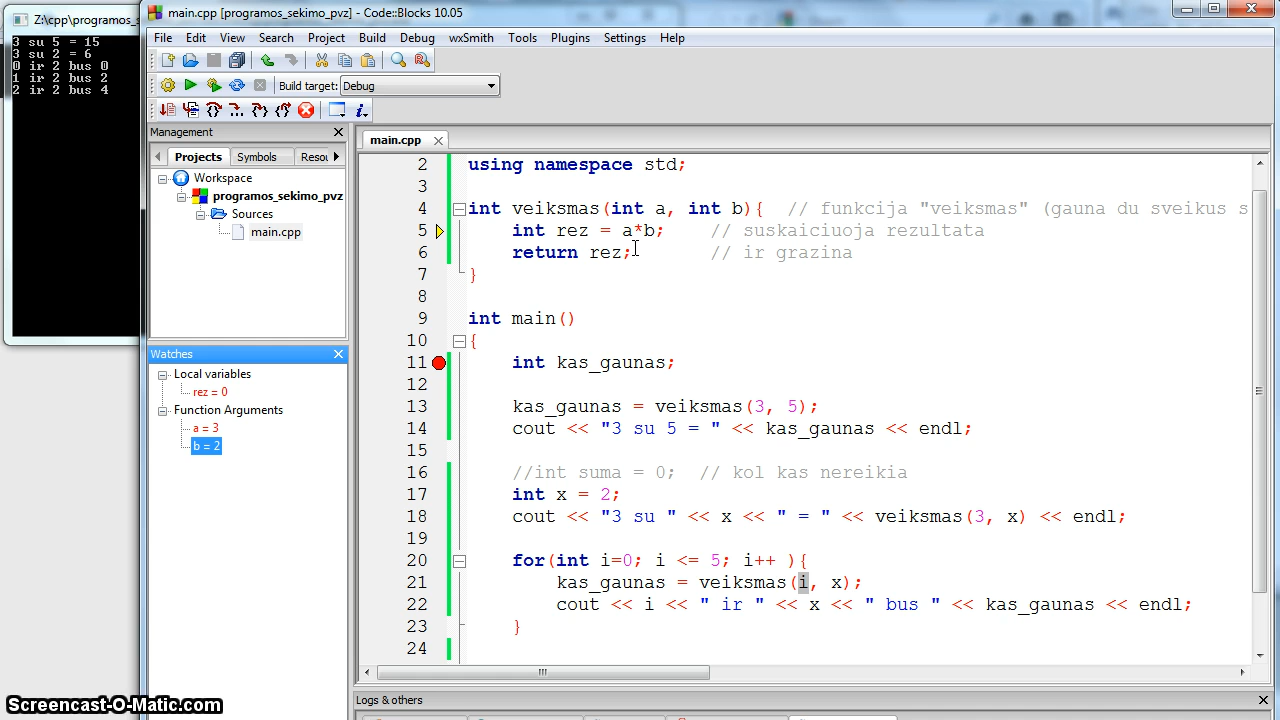 Z:\cpp\programos_s
3 su 5 = 15
3 su 2 = 6
0 ir 2 bus 0
1 ir 2 bus 2
2 ir 2 bus 4
main.cpp [programos_sekimo_pvz] - Code::Blocks 10.05
File Edit View Search Project Build Debug wxSmith Tools Plugins Settings Help
Build target: Debug
Management
Projects Symbols Resou
Workspace
programos_sekimo_pvz
Sources
main.cpp
Watches
Local variables
rez = 0
Function Arguments
a = 3
b = 2
main.cpp
2 using namespace std;
3
4 int veiksmas(int a, int b){ // funkcija "veiksmas" (gauna du sveikus s
5 int rez = a*b; // suskaiciuoja rezultata
6 return rez; // ir grazina
7 }
8
9 int main()
10 {
11 int kas_gaunas;
12
13 kas_gaunas = veiksmas(3, 5);
14 cout << "3 su 5 = " << kas_gaunas << endl;
15
16 //int suma = 0; // kol kas nereikia
17 int x = 2;
18 cout << "3 su " << x << " = " << veiksmas(3, x) << endl;
19
20 for(int i=0; i <= 5; i++ ){
21 kas_gaunas = veiksmas(i, x);
22 cout << i << " ir " << x << " bus " << kas_gaunas << endl;
23 }
24
Logs & others
Screencast-O-Matic.com